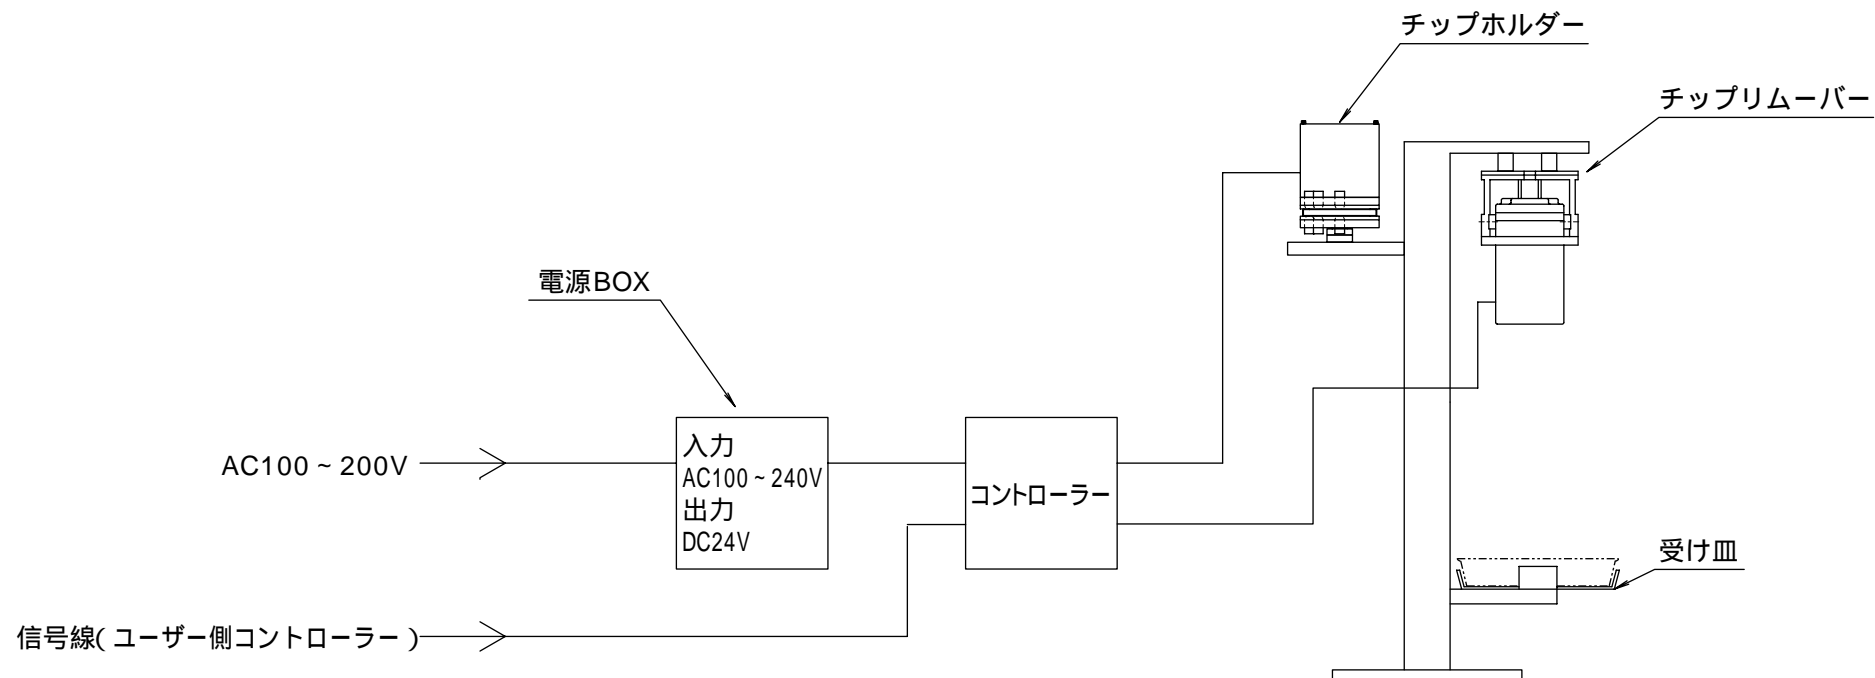 チップホルダー
チップリムーバー
電源BOX
AC100 ~ 200V
入力
AC100 ~ 240V
出力
DC24V
コントローラー
受け皿
信号線( ユーザー側コントローラー )